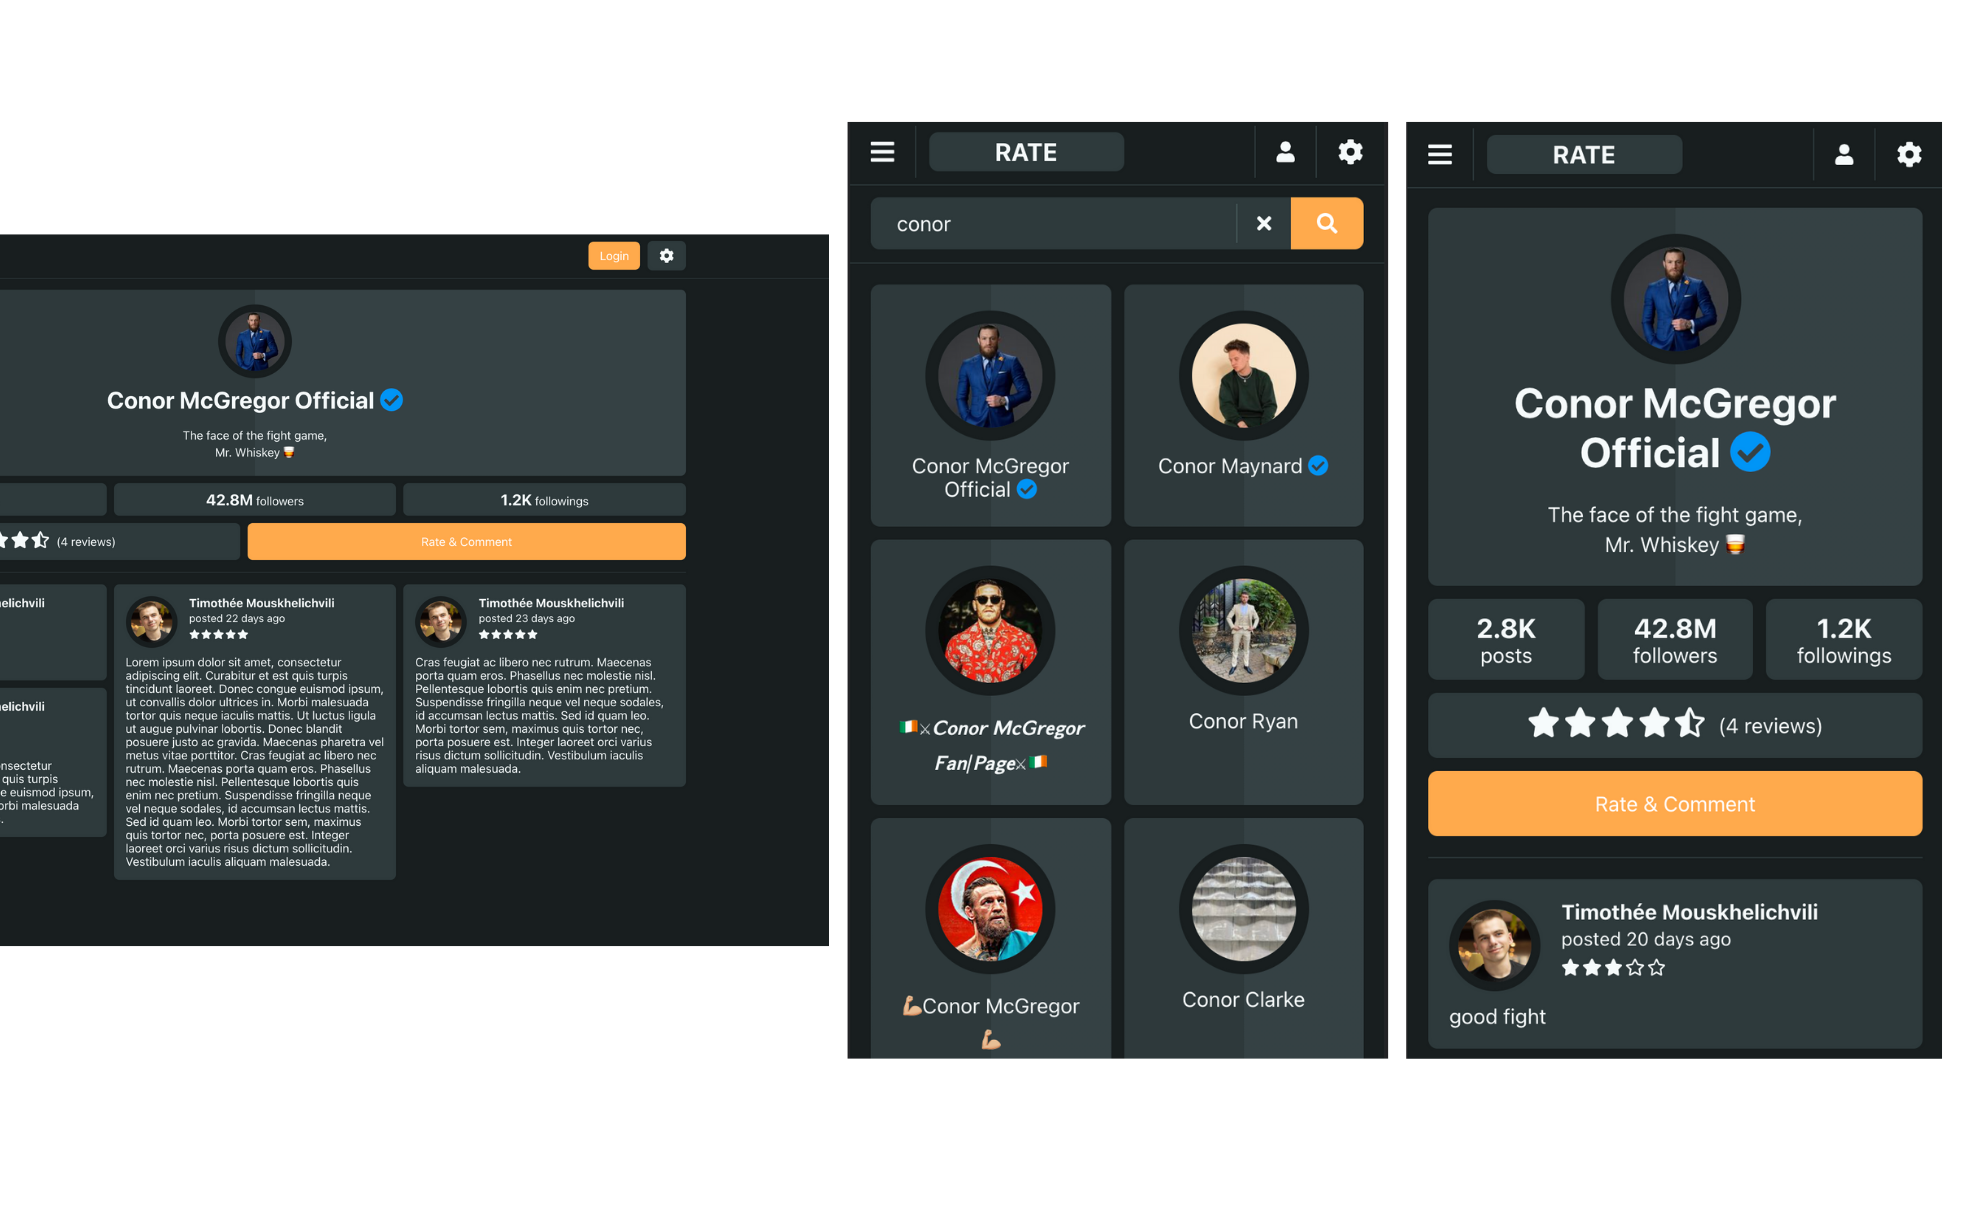 Login
Conor McGregor Official
The face of the fight game,
Mr. Whiskey 🥃
42.8M followers
1.2K followings
(4 reviews)
Rate & Comment
elichvili
elichvili
nsectetur
quis turpis
e euismod ipsum,
rbi malesuada
.
Timothée Mouskhelichvili
posted 22 days ago
Lorem ipsum dolor sit amet, consectetur
adipiscing elit. Curabitur et est quis turpis
tincidunt laoreet. Donec congue euismod ipsum,
ut convallis dolor ultrices in. Morbi malesuada
tortor quis neque iaculis mattis. Ut luctus ligula
ut augue pulvinar lobortis. Donec blandit
posuere justo ac gravida. Maecenas pharetra vel
metus vitae porttitor. Cras feugiat ac libero nec
rutrum. Maecenas porta quam eros. Phasellus
nec molestie nisl. Pellentesque lobortis quis
enim nec pretium. Suspendisse fringilla neque
vel neque sodales, id accumsan lectus mattis.
Sed id quam leo. Morbi tortor sem, maximus
quis tortor nec, porta posuere est. Integer
laoreet orci varius risus dictum sollicitudin.
Vestibulum iaculis aliquam malesuada.
Timothée Mouskhelichvili
posted 23 days ago
Cras feugiat ac libero nec rutrum. Maecenas
porta quam eros. Phasellus nec molestie nisl.
Pellentesque lobortis quis enim nec pretium.
Suspendisse fringilla neque vel neque sodales,
id accumsan lectus mattis. Sed id quam leo.
Morbi tortor sem, maximus quis tortor nec,
porta posuere est. Integer laoreet orci varius
risus dictum sollicitudin. Vestibulum iaculis
aliquam malesuada.
RATE
conor
Conor McGregor
Official
Conor Maynard
🇮🇪⚔Conor McGregor
Fan|Page⚔🇮🇪
Conor Ryan
💪🏼Conor McGregor
💪🏼
Conor Clarke
RATE
Conor McGregor
Official
The face of the fight game,
Mr. Whiskey 🥃
2.8K
posts
42.8M
followers
1.2K
followings
(4 reviews)
Rate & Comment
Timothée Mouskhelichvili
posted 20 days ago
good fight